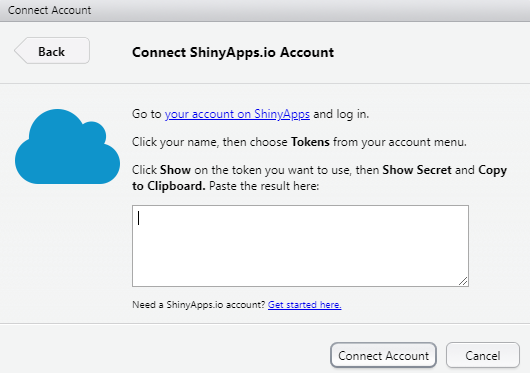 Connect Account
Back
Connect ShinyApps.io Account
Go to your account on ShinyApps and log in.
Click your name, then choose Tokens from your account menu.
Click Show on the token you want to use, then Show Secret and Copy
to Clipboard. Paste the result here:
Need a ShinyApps.io account? Get started here.
Connect Account
Cancel